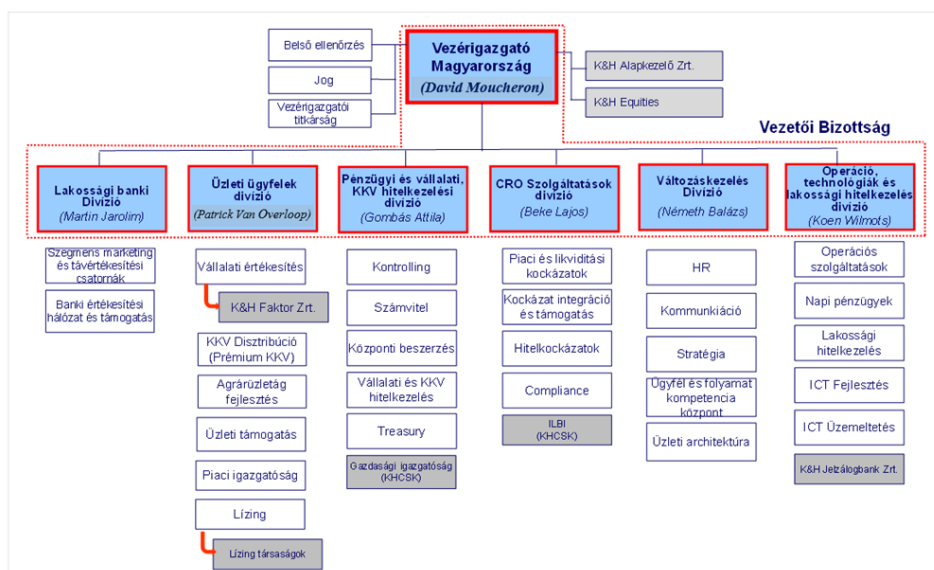 Belső ellenőrzés
Jog
Vezérigazgatói
titkárság
Vezérigazgató
Magyarország
(David Moucheron)
K&H Alapkezelő Zrt.
K&H Equities
Vezetői Bizottság
Lakossági banki
Divízió
(Martin Jarolim)
Üzleti ügyfelek
divízió
(Patrick Van Overloop)
Pénzügyi és vállalati,
KKV hitelkezelési
divízió
(Gombás Attila)
CRO Szolgáltatások
divízió
(Beke Lajos)
Változáskezelés
Divízió
(Németh Balázs)
Operáció,
technológiák és
lakossági hitelkezelés
divízió
(Koen Wilmots)
Szegmens marketing
és távértékesítési
csatornák
Banki értékesítési
hálózat és támogatás
Vállalati értékesítés
K&H Faktor Zrt.
KKV Disztribúció
(Prémium KKV)
Agrárüzletág
fejlesztés
Üzleti támogatás
Piaci igazgatóság
Lízing
Lízing társaságok
Kontrolling
Számvitel
Központi beszerzés
Vállalati és KKV
hitelkezelés
Treasury
Gazdasági igazgatóság
(KHCSK)
Piaci és likviditási
kockázatok
Kockázat integráció
és támogatás
Hitelkockázatok
Compliance
ILBI
(KHCSK)
HR
Kommunkiáció
Stratégia
Ügyfél és folyamat
kompetencia
központ
Üzleti architektúra
Operációs
szolgáltatások
Napi pénzügyek
Lakossági
hitelkezelés
ICT Fejlesztés
ICT Üzemeltetés
K&H Jelzálogbank Zrt.